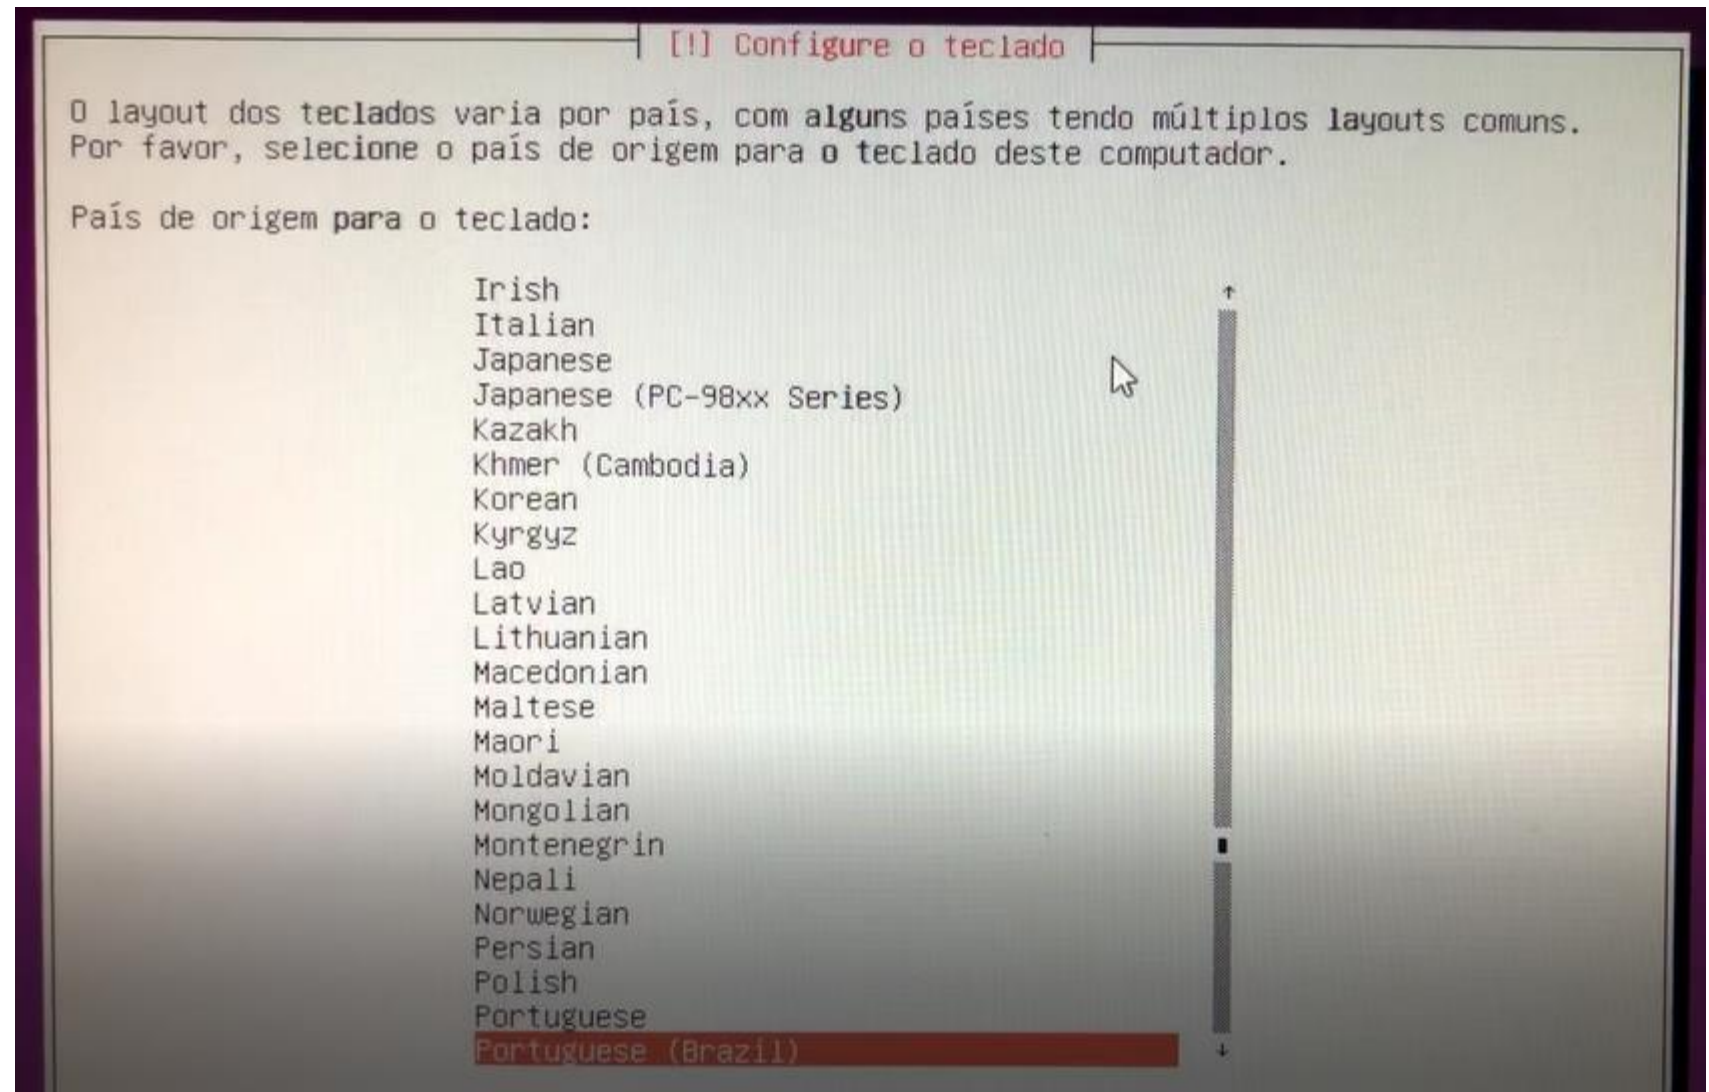 [!] Configure o teclado
O layout dos teclados varia por país, com alguns países tendo múltiplos layouts comuns.
Por favor, selecione o país de origem para o teclado deste computador.
País de origem para o teclado:
Irish
Italian
Japanese
Japanese (PC-98xx Series)
Kazakh
Khmer (Cambodia)
Korean
Kyrgyz
Lao
Latvian
Lithuanian
Macedonian
Maltese
Maori
Moldavian
Mongolian
Montenegrin
Nepali
Norwegian
Persian
Polish
Portuguese
Portuguese (Brazil)